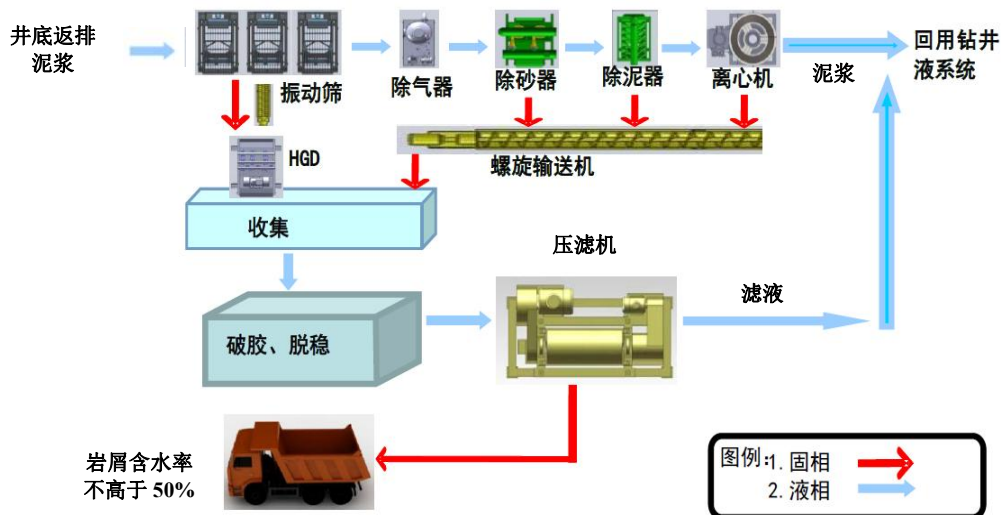 井底返排
泥浆
振动筛
除气器
除砂器
除泥器
离心机
泥浆
回用钻井
液系统
HGD
螺旋输送机
收集
压滤机
破胶、脱稳
滤液
岩屑含水率
不高于 50%
图例:1.固相
2.液相